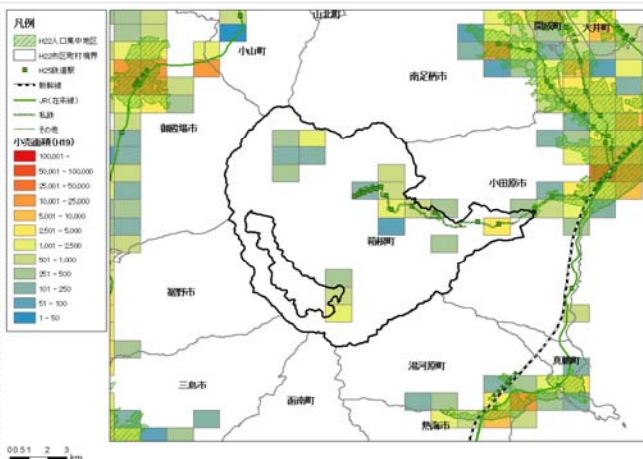 凡例
H22人口集中地区
H22市区町村境界
H25鉄道駅
新幹線
JR(在来線)
私鉄
その他
小売面積(H19)
100,001 -
50,001 - 100,000
25,001 - 50,000
10,001 - 25,000
5,001 - 10,000
2,501 - 5,000
1,001 - 2,500
501 - 1,000
251 - 500
101 - 250
51 - 100
1 - 50
山北町
小山町
開成町
大井町
南足柄市
御殿場市
小田原市
箱根町
裾野市
湯河原町
真鶴町
三島市
函南町
熱海市
0 0.5 1 2 3
km